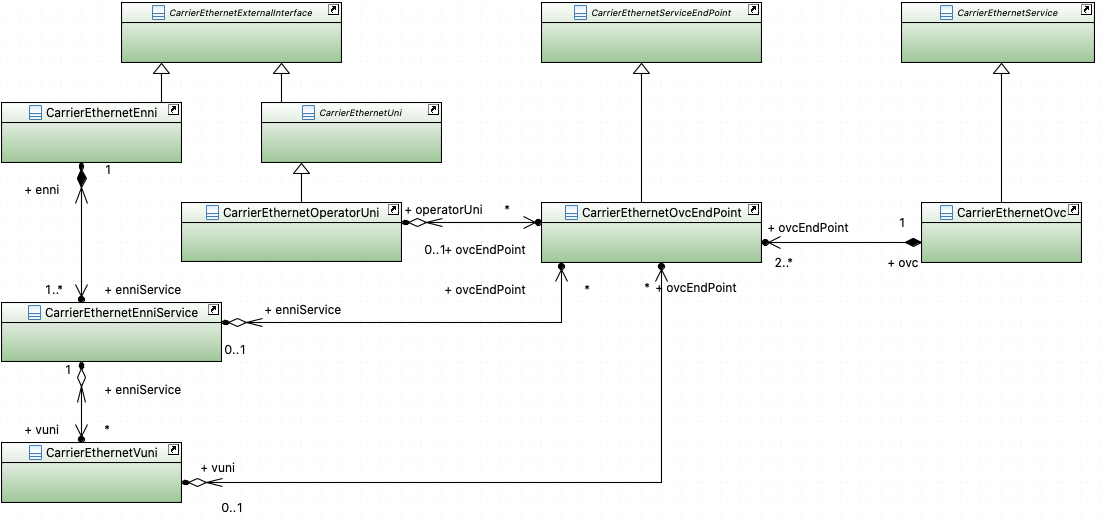 CarrierEthernetExternalInterface
CarrierEthernetServiceEndPoint
CarrierEthernetService
CarrierEthernetEnni
CarrierEthernetUni
1
+ enni
CarrierEthernetOperatorUni
+ operatorUni
*
CarrierEthernetOvcEndPoint
CarrierEthernetOvc
0..1
+ ovcEndPoint
+ ovcEndPoint
1
2..*
+ ovc
1..*
+ enniService
+ ovcEndPoint
*
*
+ ovcEndPoint
CarrierEthernetEnniService
+ enniService
0..1
1
+ enniService
+ vuni
*
CarrierEthernetVuni
+ vuni
0..1